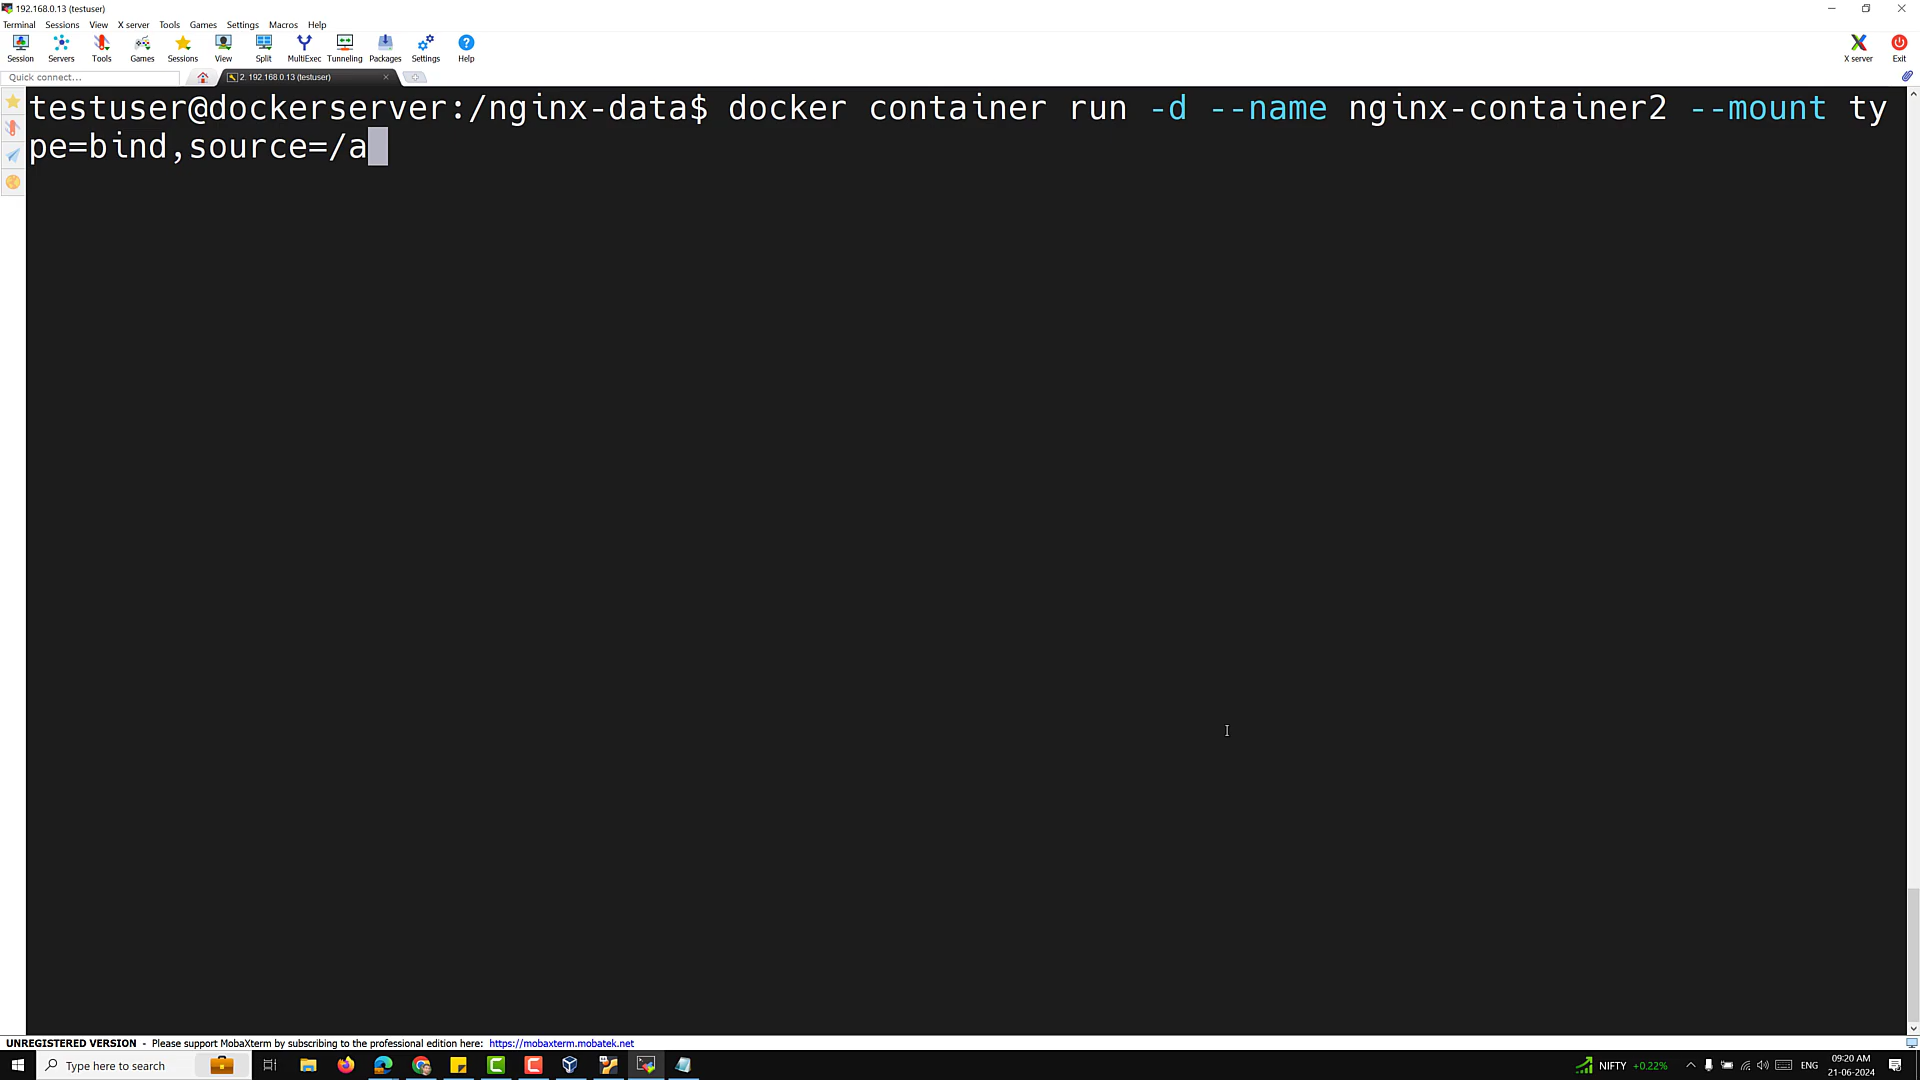 192.168.0.13 (testuser)
Terminal Sessions View X server Tools Games Settings Macros Help
Session Servers Tools Games Sessions View Split MultiExec Tunneling Packages Settings Help X server Exit
Quick connect... 2. 192.168.0.13 (testuser)
testuser@dockerserver:/nginx-data$ docker container run -d --name nginx-container2 --mount ty
pe=bind,source=/a
UNREGISTERED VERSION - Please support MobaXterm by subscribing to the professional edition here: https://mobaxterm.mobatek.net
Type here to search NIFTY +0.22% ENG 09:20 AM
21-06-2024